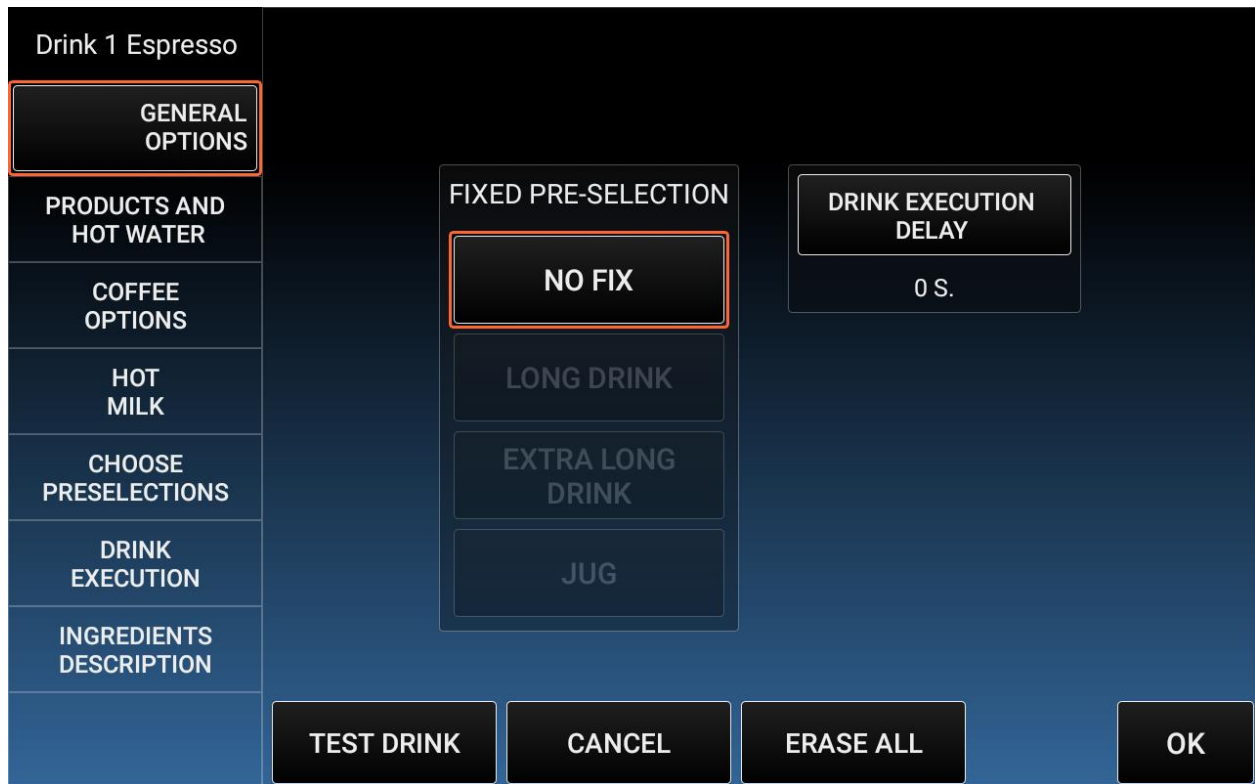 Drink 1 Espresso
GENERAL
OPTIONS
PRODUCTS AND
HOT WATER
COFFEE
OPTIONS
HOT
MILK
CHOOSE
PRESELECTIONS
DRINK
EXECUTION
INGREDIENTS
DESCRIPTION
FIXED PRE-SELECTION
NO FIX
LONG DRINK
EXTRA LONG
DRINK
JUG
DRINK EXECUTION
DELAY
0 S.
TEST DRINK
CANCEL
ERASE ALL
OK